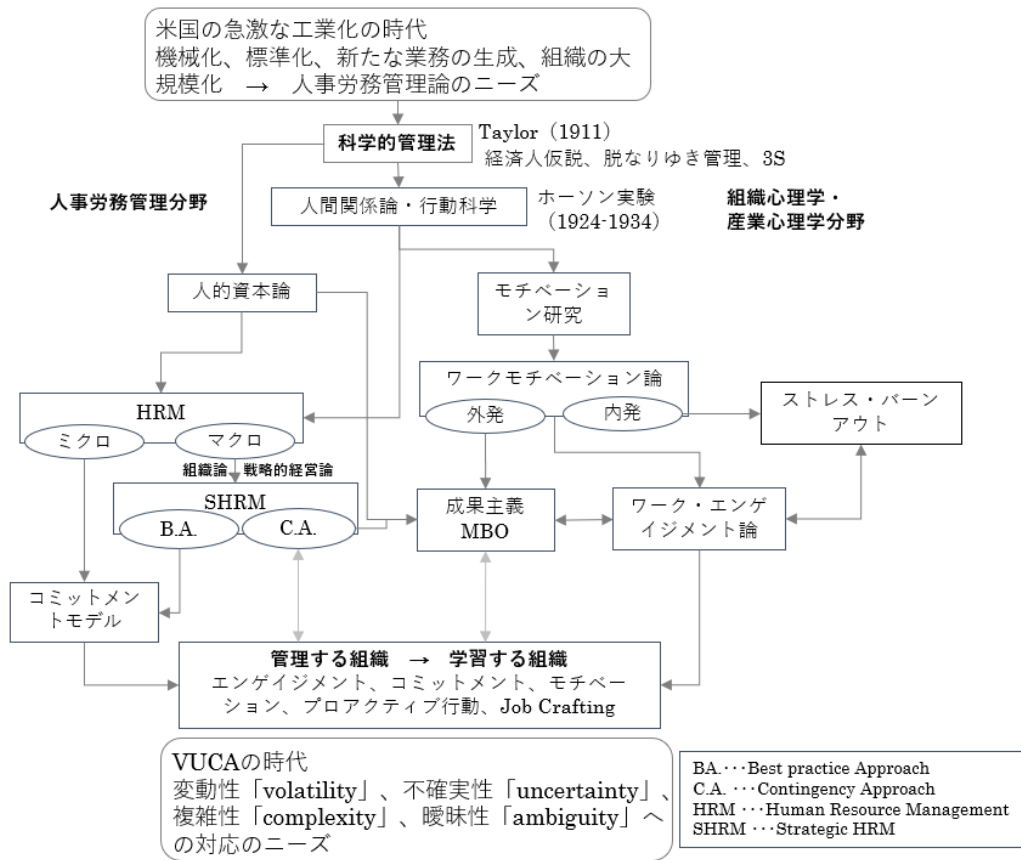 米国の急激な工業化の時代
機械化、標準化、新たな業務の生成、組織の大
規模化　→　人事労務管理論のニーズ
科学的管理法
Taylor（1911）
経済人仮説、脱なりゆき管理、3S
人事労務管理分野
人間関係論・行動科学
ホーソン実験
（1924-1934）
組織心理学・
産業心理学分野
人的資本論
モチベーショ
ン研究
ワークモチベーション論
外発
内発
ストレス・バーン
アウト
HRM
ミクロ
マクロ
組織論
戦略的経営論
SHRM
B.A.
C.A.
成果主義
MBO
ワーク・エンゲ
イジメント論
コミットメン
トモデル
管理する組織　→　学習する組織
エンゲイジメント、コミットメント、モチベー
ション、プロアクティブ行動、Job Crafting
VUCAの時代
変動性「volatility」、不確実性「uncertainty」、
複雑性「complexity」、曖昧性「ambiguity」へ
の対応のニーズ
BA.･･･Best practice Approach
C.A. ･･･Contingency Approach
HRM ･･･Human Resource Management
SHRM ･･･Strategic HRM